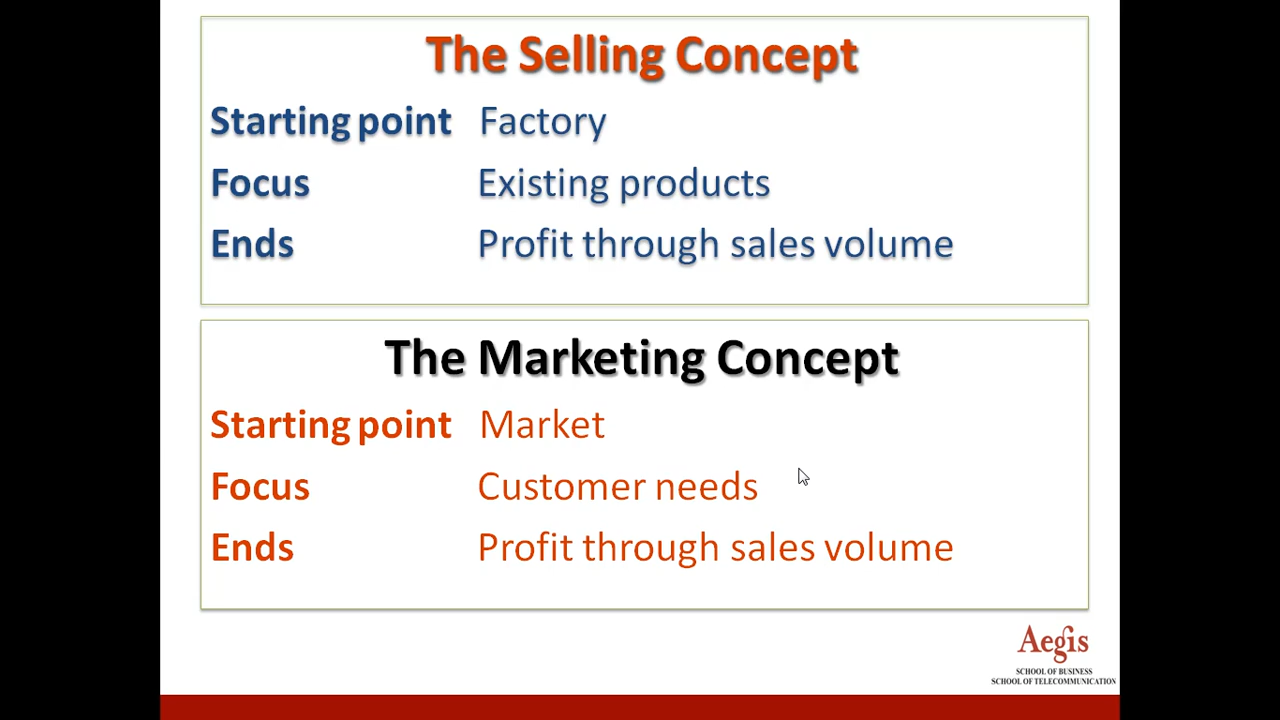 The Selling Concept
Starting point Factory
Focus Existing products
Ends Profit through sales volume
The Marketing Concept
Starting point Market
Focus Customer needs
Ends Profit through sales volume
Aegis
SCHOOL OF BUSINESS
SCHOOL OF TELECOMMUNICATION